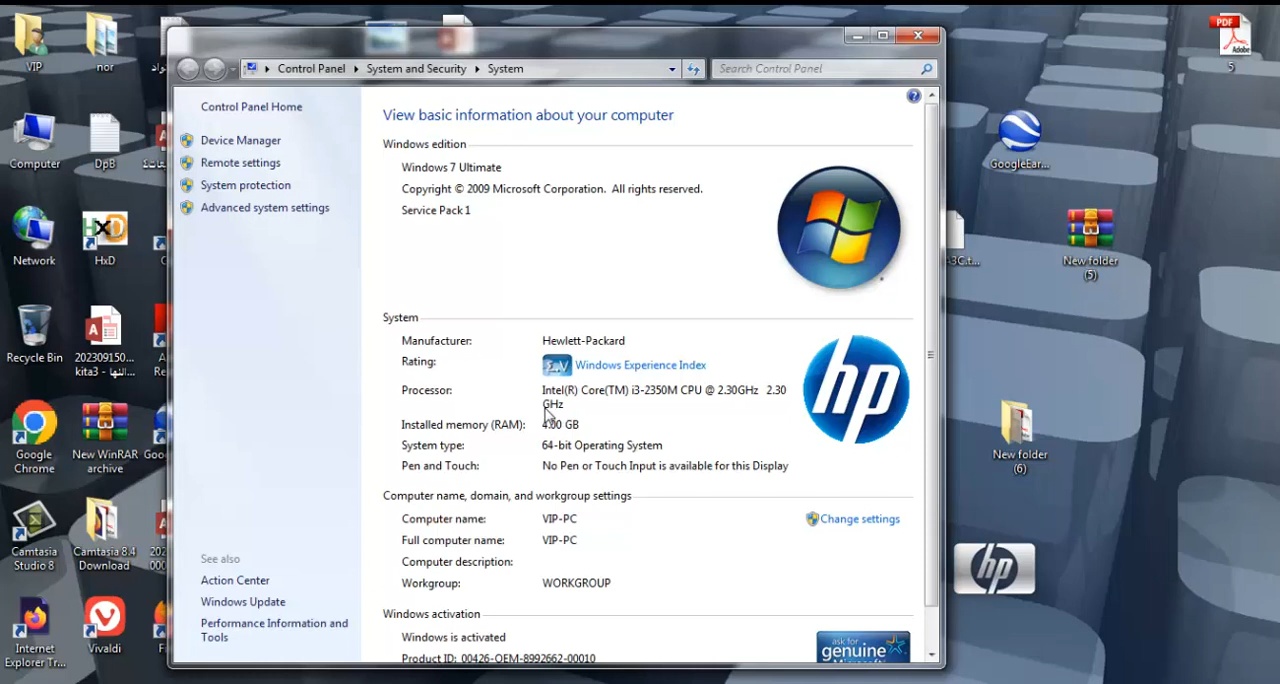 VIP
nor
PDF
Adobe
5
Control Panel
System and Security
System
Search Control Panel
Control Panel Home
Device Manager
Remote settings
System protection
Advanced system settings
View basic information about your computer
Windows edition
Windows 7 Ultimate
Copyright © 2009 Microsoft Corporation. All rights reserved.
Service Pack 1
System
Manufacturer:
Hewlett-Packard
Rating:
Windows Experience Index
Processor:
Intel(R) Core(TM) i3-2350M CPU @ 2.30GHz 2.30
GHz
Installed memory (RAM):
4.00 GB
System type:
64-bit Operating System
Pen and Touch:
No Pen or Touch Input is available for this Display
hp
Computer name, domain, and workgroup settings
Computer name:
VIP-PC
Change settings
Full computer name:
VIP-PC
Computer description:
Workgroup:
WORKGROUP
Windows activation
Windows is activated
Product ID: 00426-OEM-8992662-00010
ask for
genuine
See also
Action Center
Windows Update
Performance Information and
Tools
Computer
DpB
Network
HxD
HxD
Recycle Bin
202309150...
Google
Chrome
New WinRAR
archive
Camtasia
Studio 8
Camtasia 8.4
Download
Internet
Explorer Tr...
Vivaldi
GoogleEar...
New folder
(5)
New folder
(6)
hp